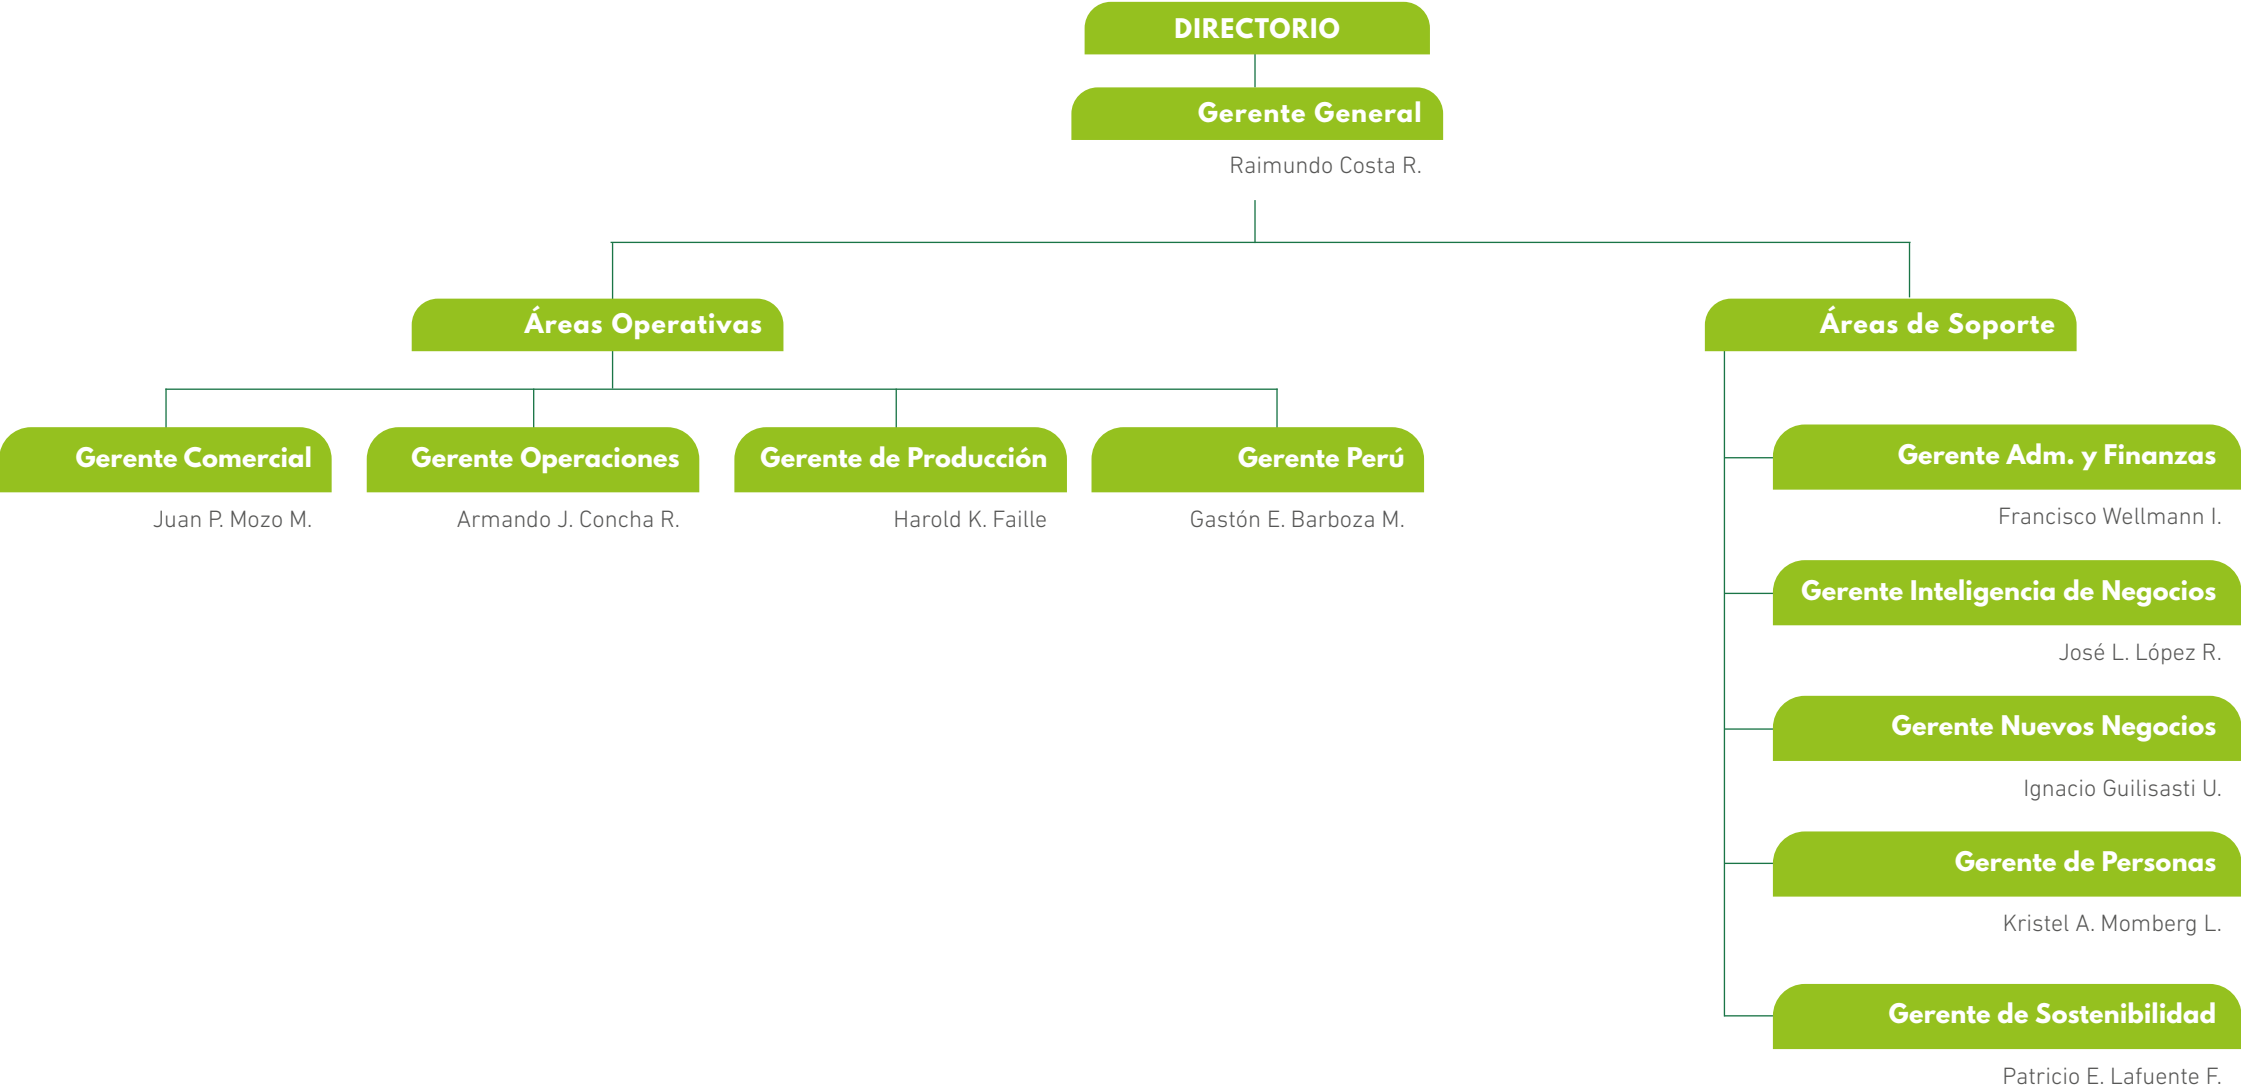 DIRECTORIO
Gerente General
Raimundo Costa R.
Áreas Operativas
Áreas de Soporte
Gerente Comercial
Juan P. Mozo M.
Gerente Operaciones
Armando J. Concha R.
Gerente de Producción
Harold K. Faille
Gerente Perú
Gastón E. Barboza M.
Gerente Adm. y Finanzas
Francisco Wellmann I.
Gerente Inteligencia de Negocios
José L. López R.
Gerente Nuevos Negocios
Ignacio Guilisasti U.
Gerente de Personas
Kristel A. Momberg L.
Gerente de Sostenibilidad
Patricio E. Lafuente F.